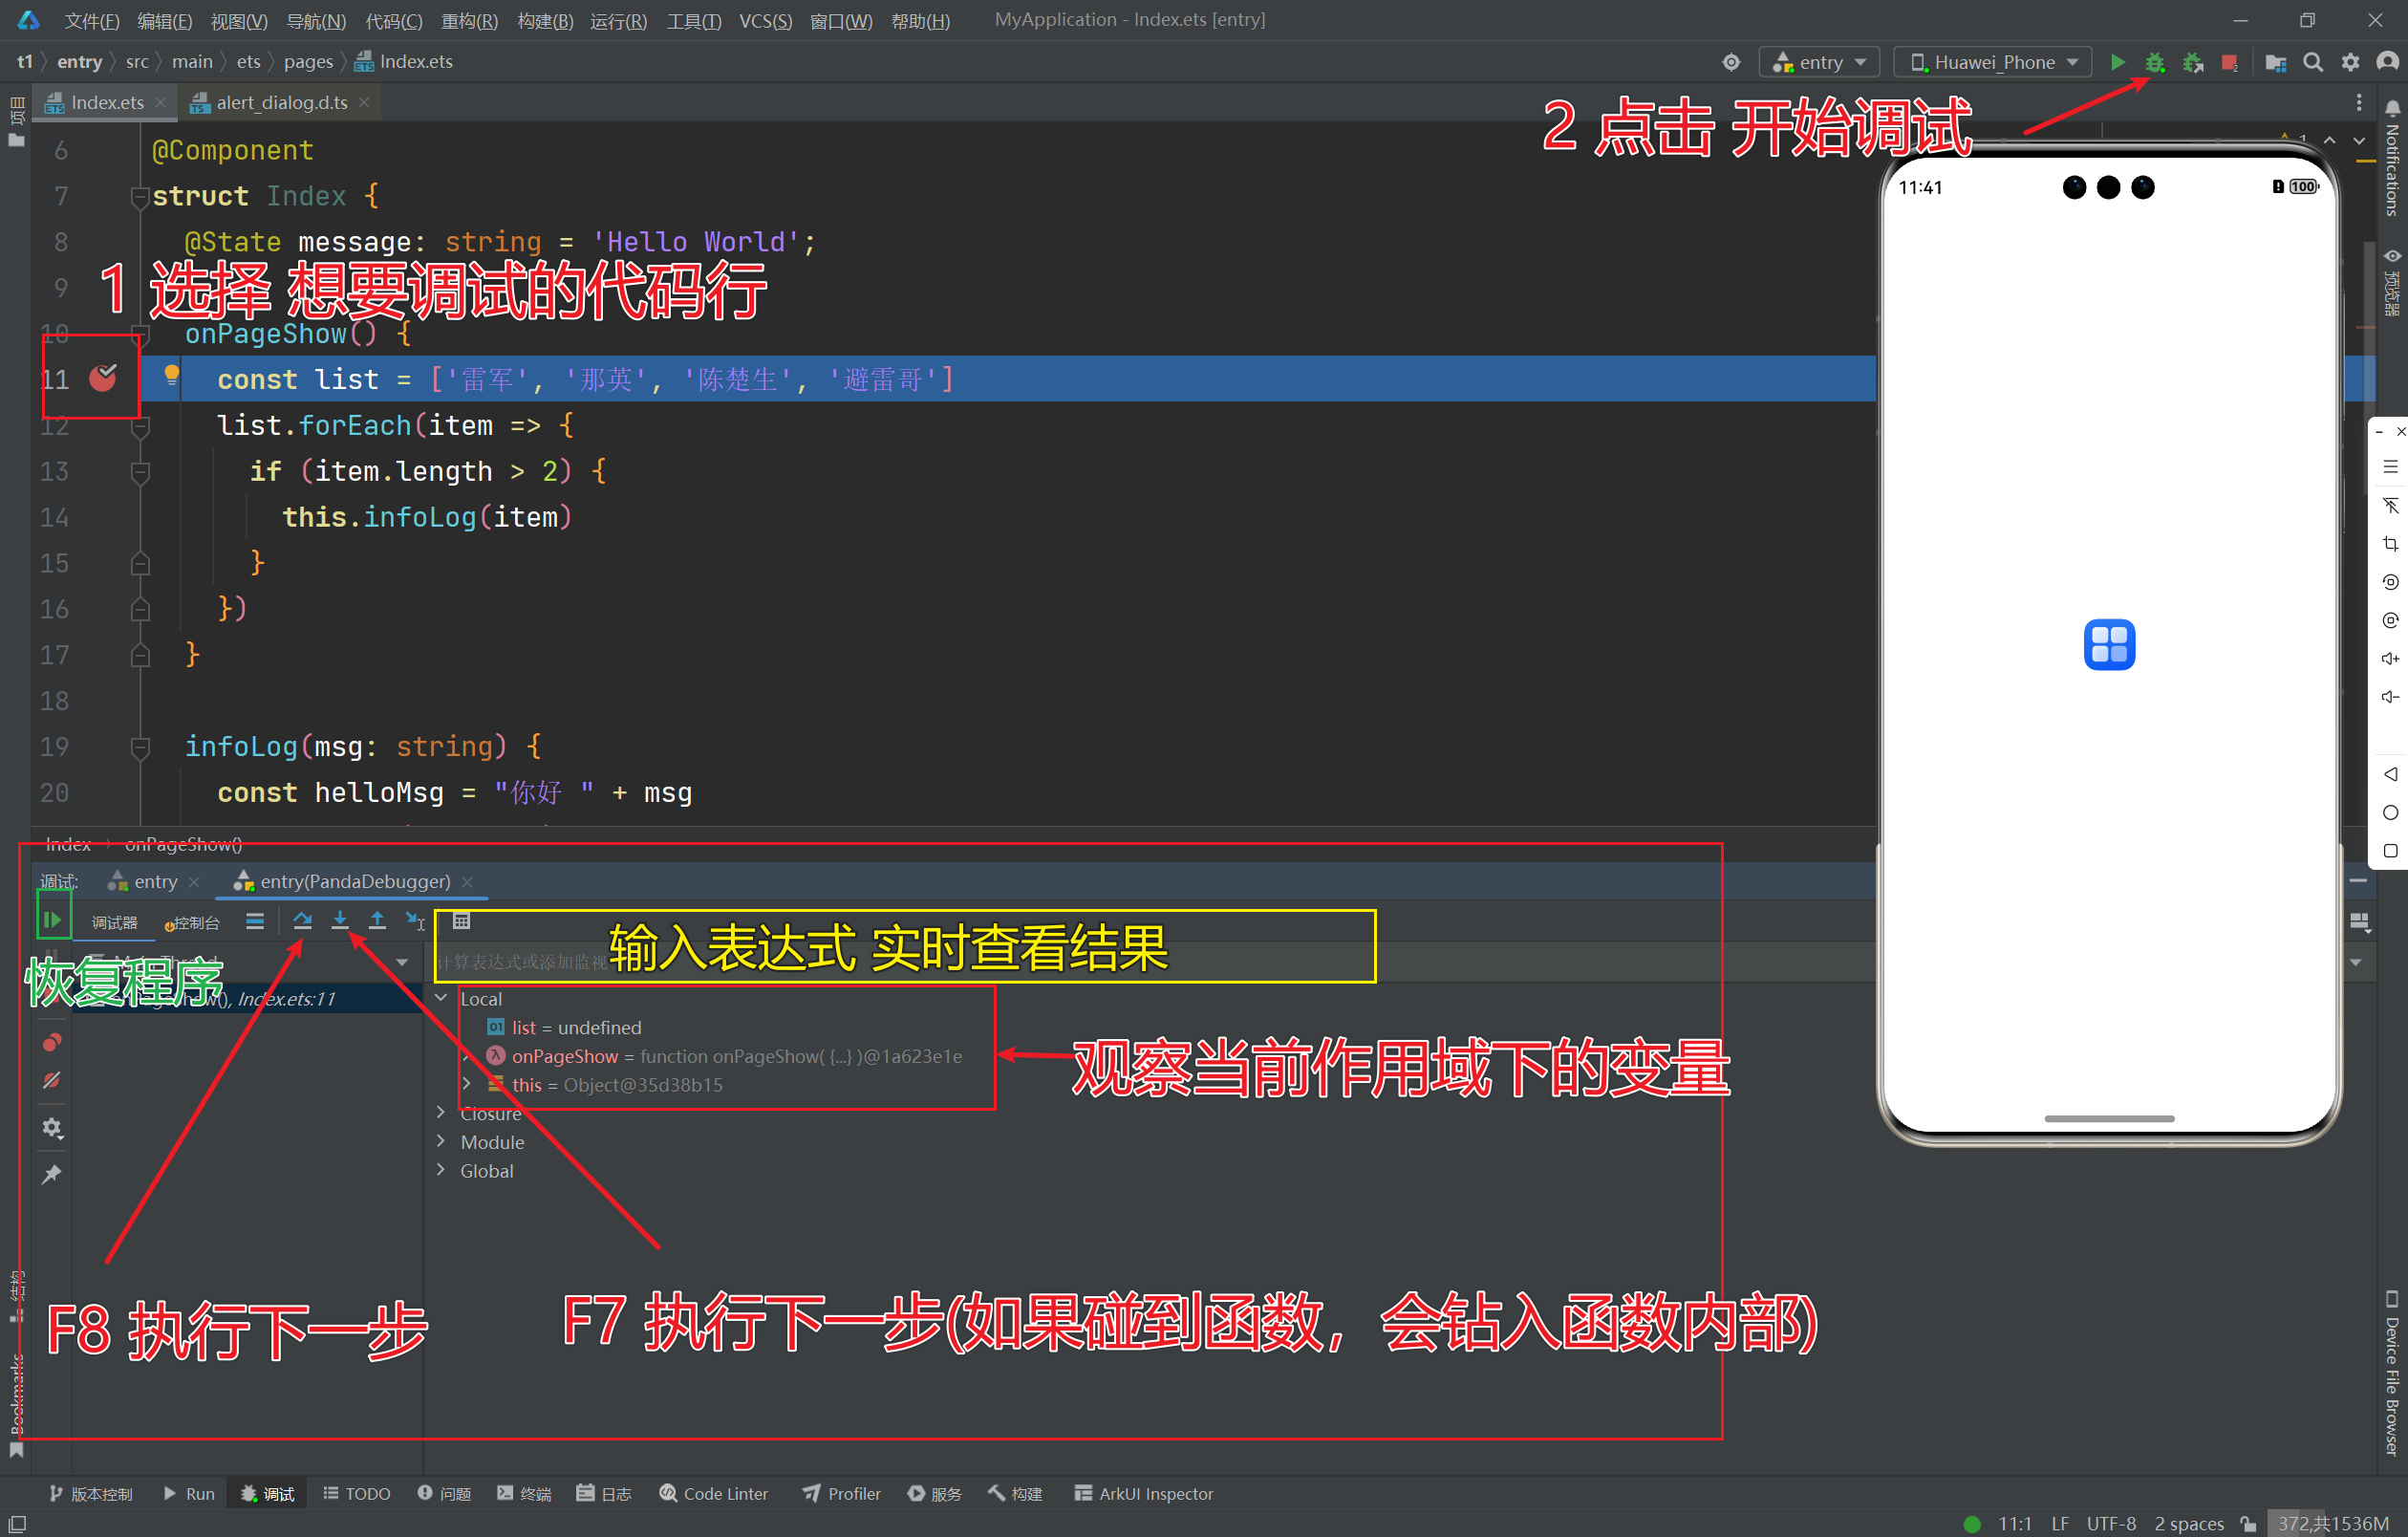 文件(F) 编辑(E) 视图(V) 导航(N) 代码(C) 重构(R) 构建(B) 运行(R) 工具(T) VCS(S) 窗口(W) 帮助(H) MyApplication - Index.ets [entry]
t1 entry src main ets pages Index.ets entry Huawei_Phone
项目
Index.ets alert_dialog.d.ts
2 点击 开始调试
Notifications
预览器
6 @Component
7 struct Index {
8 @State message: string = 'Hello World';
9
1 选择 想要调试的代码行
10 onPageShow() {
11 const list = ['雷军', '那英', '陈楚生', '避雷哥']
12 list.forEach(item => {
13 if (item.length > 2) {
14 this.infoLog(item)
15 }
16 })
17 }
18
19 infoLog(msg: string) {
20 const helloMsg = "你好 " + msg
11:41 100
Index onPageShow()
调试: entry entry(PandaDebugger)
调试器 控制台
计算表达式或添加监视
输入表达式 实时查看结果
恢复程序
, Index.ets:11
Local
list = undefined
onPageShow = function onPageShow( {...} )@1a623e1e
this = Object@35d38b15
Closure
Module
Global
观察当前作用域下的变量
F8 执行下一步
F7 执行下一步(如果碰到函数，会钻入函数内部)
结构
Bookmarks
Device File Browser
版本控制 Run 调试 TODO 问题 终端 日志 Code Linter Profiler 服务 构建 ArkUI Inspector
11:1 LF UTF-8 2 spaces 372,共1536M